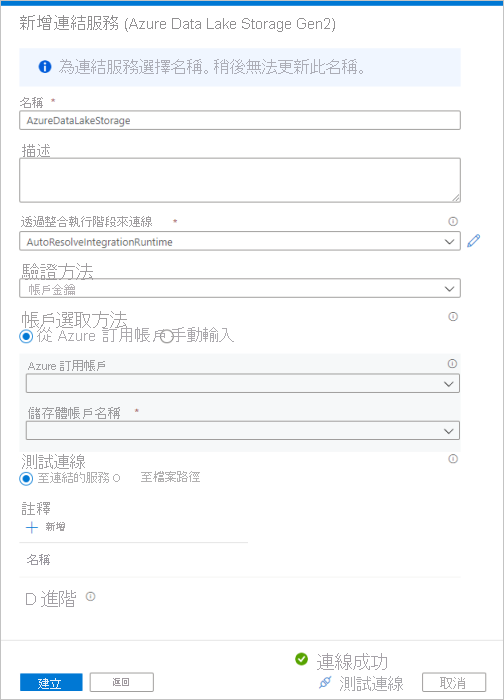 新增連結服務 (Azure Data Lake Storage Gen2)
為連結服務選擇名稱。稍後無法更新此名稱。
名稱 *
AzureDataLakeStorage
描述
透過整合執行階段來連線 *
AutoResolveIntegrationRuntime
驗證方法
帳戶金鑰
帳戶選取方法
從 Azure 訂用帳戶 手動輸入
Azure 訂用帳戶
儲存體帳戶名稱 *
測試連線
至連結的服務 O 至檔案路徑
註釋
新增
名稱
D 進階
連線成功
建立 返回 測試連線 取消